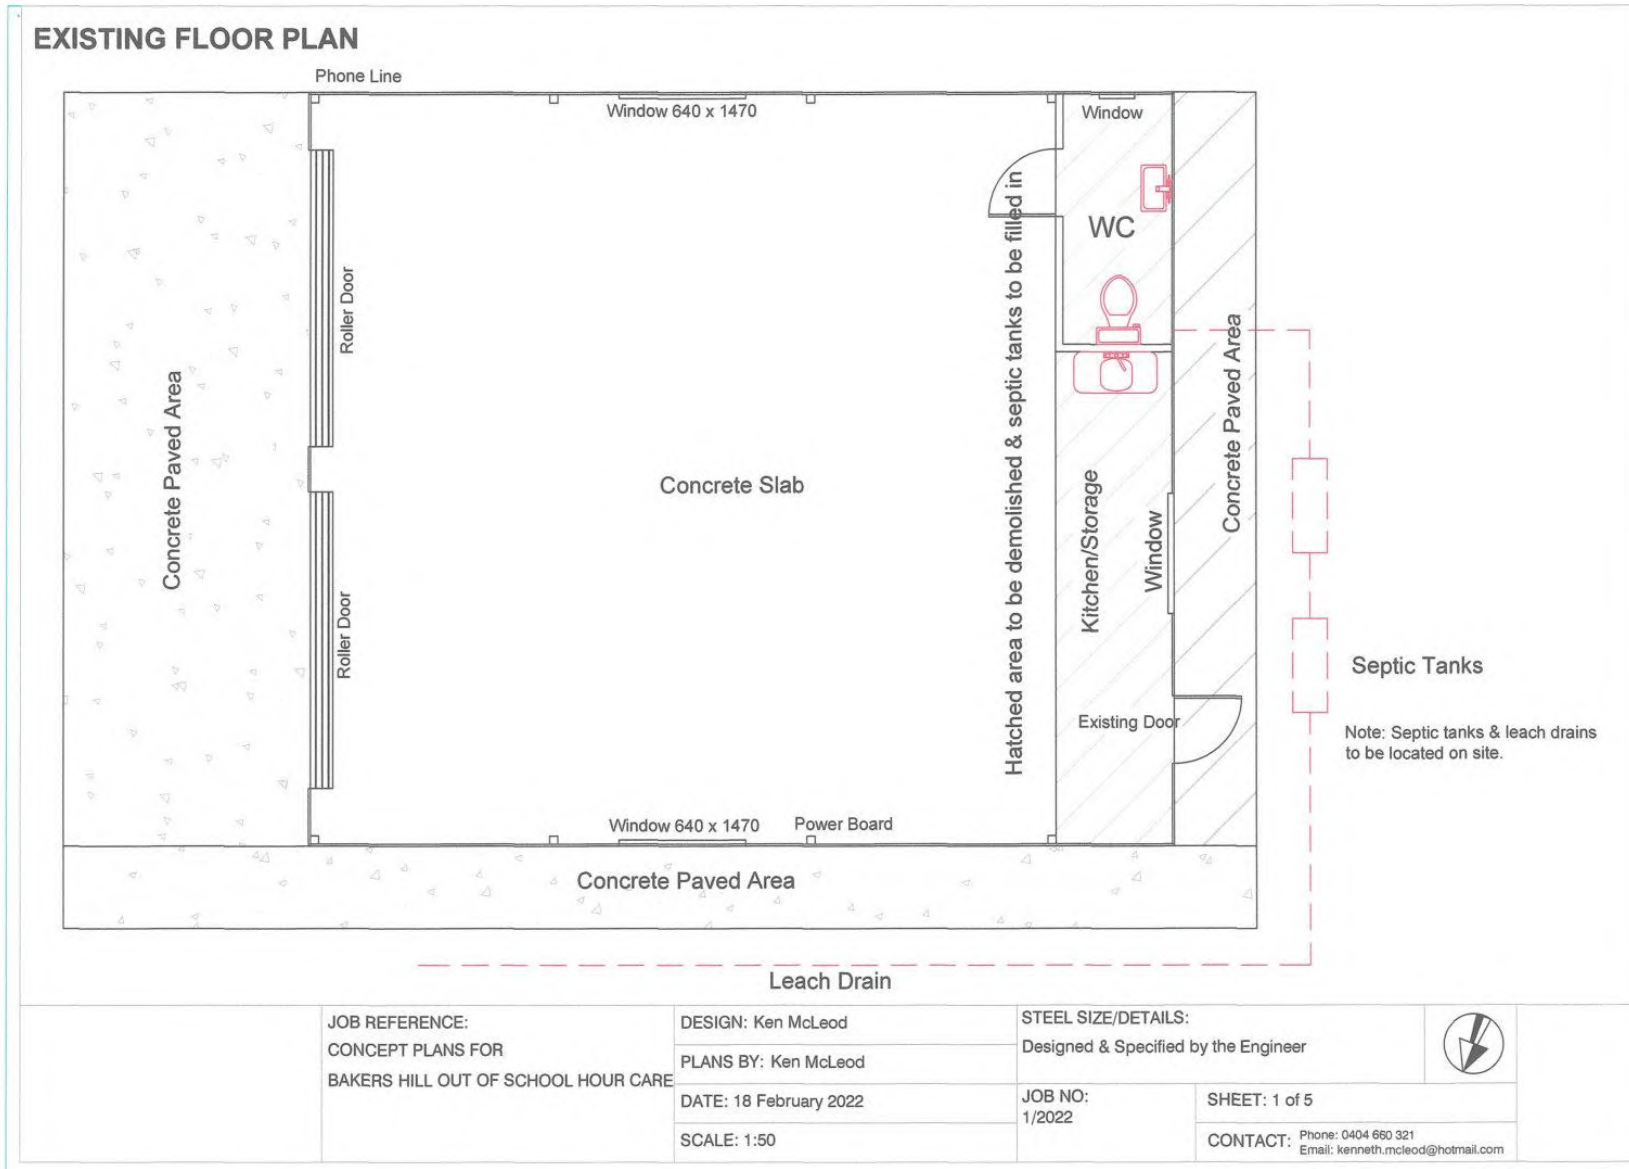 EXISTING FLOOR PLAN
Phone Line
Window 640 x 1470
Window
WC
Roller Door
Concrete Paved Area
Hatched area to be demolished & septic tanks to be filled in
Concrete Paved Area
Concrete Slab
Kitchen/Storage
Window
Roller Door
Septic Tanks
Existing Door
Note: Septic tanks & leach drains
to be located on site.
Window 640 x 1470
Power Board
Concrete Paved Area
Leach Drain
JOB REFERENCE:
CONCEPT PLANS FOR
BAKERS HILL OUT OF SCHOOL HOUR CARE
DESIGN: Ken McLeod
PLANS BY: Ken McLeod
DATE: 18 February 2022
SCALE: 1:50
STEEL SIZE/DETAILS:
Designed & Specified by the Engineer
JOB NO:
1/2022
SHEET: 1 of 5
CONTACT: Phone: 0404 660 321
Email: kenneth.mcleod@hotmail.com